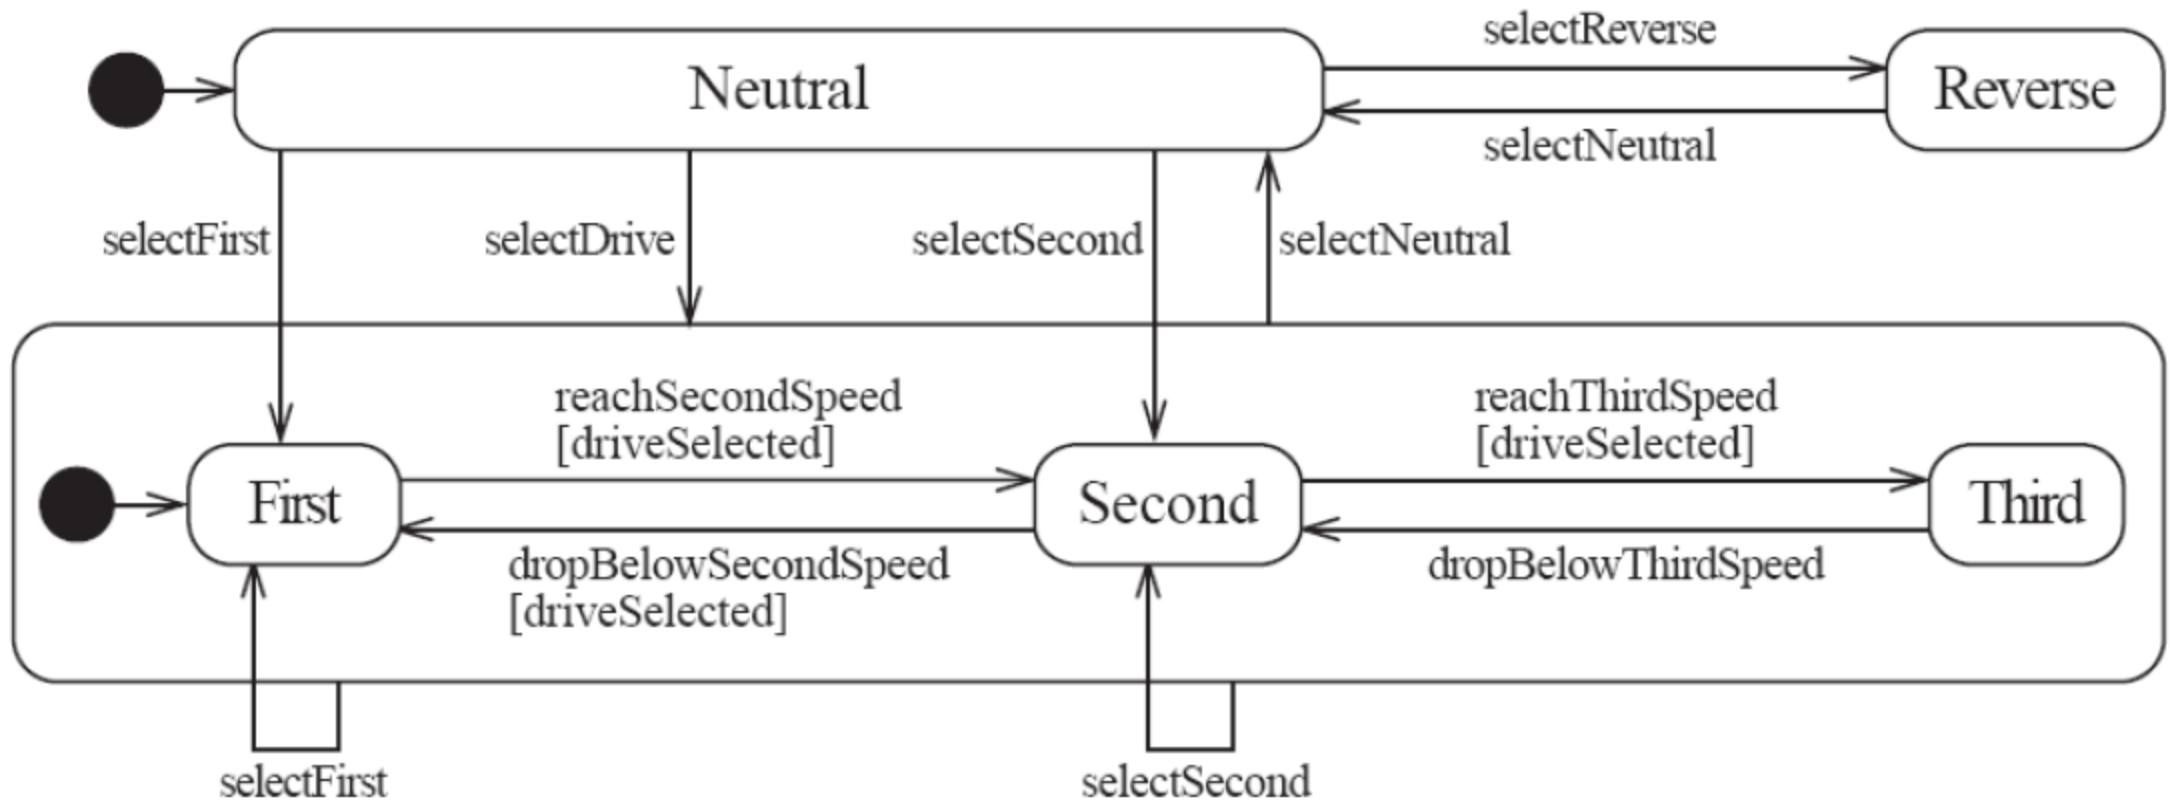 selectReverse
Neutral
Reverse
selectNeutral
selectFirst
selectDrive
selectSecond
selectNeutral
reachSecondSpeed
[driveSelected]
reachThirdSpeed
[driveSelected]
First
Second
Third
dropBelowSecondSpeed
[driveSelected]
dropBelowThirdSpeed
selectFirst
selectSecond